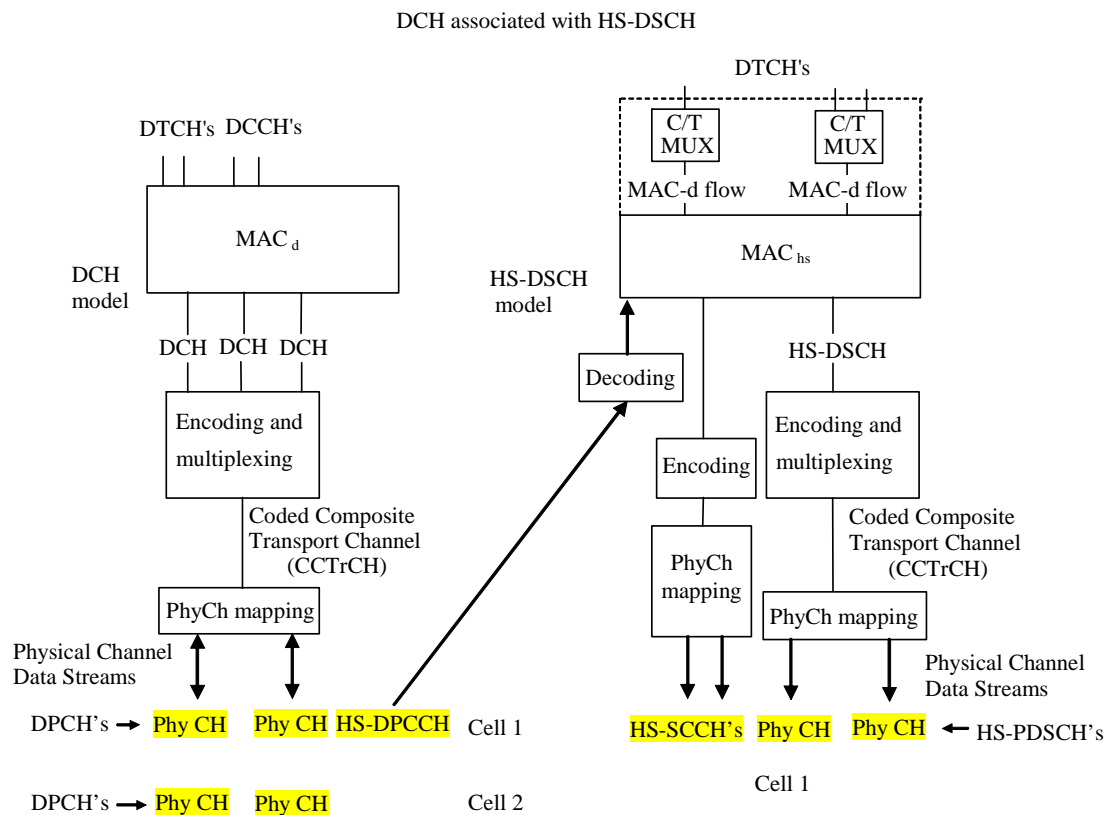 DCH associated with HS-DSCH
DTCH's
DCCH's
MAC d
DCH
model
DCH
DCH
DCH
Encoding and
multiplexing
Coded Composite
Transport Channel
(CCTrCH)
PhyCh mapping
Physical Channel
Data Streams
DPCH’s
Phy CH
Phy CH
HS-DPCCH
Cell 1
DPCH’s
Phy CH
Phy CH
Cell 2
DTCH's
C/T
MUX
C/T
MUX
MAC-d flow
MAC-d flow
MAC hs
HS-DSCH
model
Decoding
HS-DSCH
Encoding
Encoding and
multiplexing
PhyCh
mapping
Coded Composite
Transport Channel
(CCTrCH)
PhyCh mapping
Physical Channel
Data Streams
HS-SCCH’s
Phy CH
Phy CH
HS-PDSCH’s
Cell 1